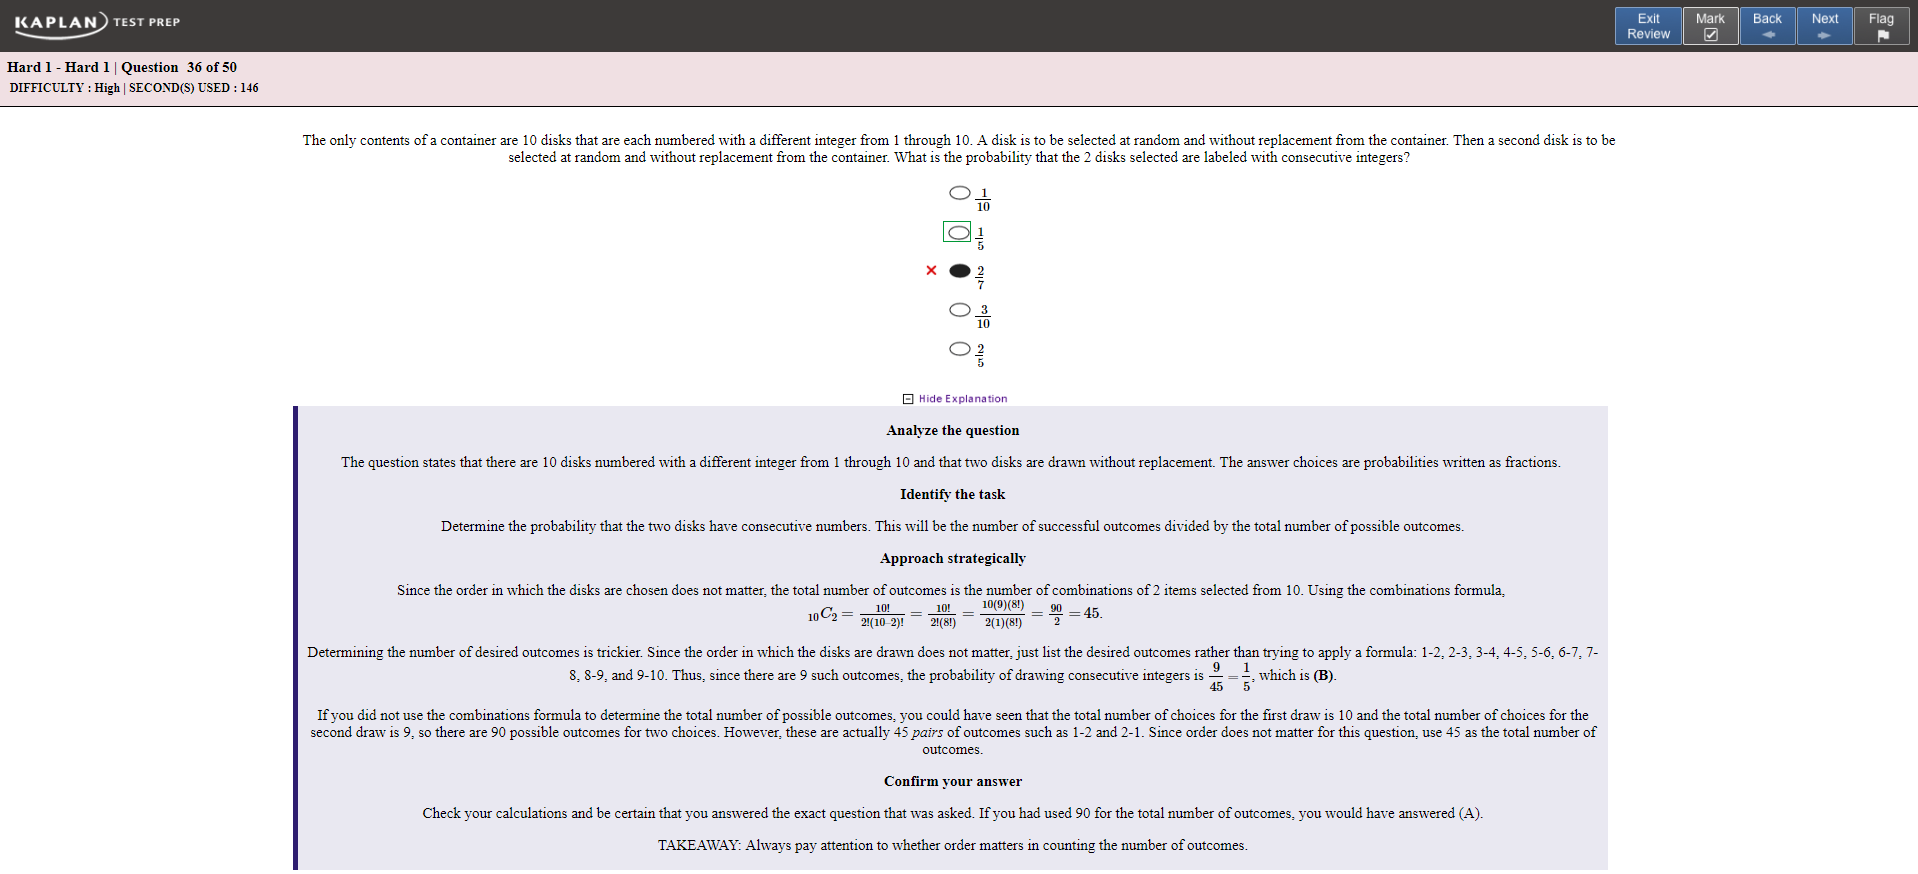 KAPLAN TEST PREP
Exit Review
Mark
Back
Next
Flag
Hard 1 - Hard 1 | Question 36 of 50
DIFFICULTY : High | SECOND(S) USED : 146
The only contents of a container are 10 disks that are each numbered with a different integer from 1 through 10. A disk is to be selected at random and without replacement from the container. Then a second disk is to be
selected at random and without replacement from the container. What is the probability that the 2 disks selected are labeled with consecutive integers?
1/10
1/5
2/7
3/10
2/5
Hide Explanation
Analyze the question
The question states that there are 10 disks numbered with a different integer from 1 through 10 and that two disks are drawn without replacement. The answer choices are probabilities written as fractions.
Identify the task
Determine the probability that the two disks have consecutive numbers. This will be the number of successful outcomes divided by the total number of possible outcomes.
Approach strategically
Since the order in which the disks are chosen does not matter, the total number of outcomes is the number of combinations of 2 items selected from 10. Using the combinations formula,
₁₀C₂ = 10!/2!(10–2)! = 10!/2!(8!) = 10(9)(8!)/2(1)(8!) = 90/2 = 45.
Determining the number of desired outcomes is trickier. Since the order in which the disks are drawn does not matter, just list the desired outcomes rather than trying to apply a formula: 1-2, 2-3, 3-4, 4-5, 5-6, 6-7, 7-
8, 8-9, and 9-10. Thus, since there are 9 such outcomes, the probability of drawing consecutive integers is 9/45 = 1/5, which is (B).
If you did not use the combinations formula to determine the total number of possible outcomes, you could have seen that the total number of choices for the first draw is 10 and the total number of choices for the
second draw is 9, so there are 90 possible outcomes for two choices. However, these are actually 45 pairs of outcomes such as 1-2 and 2-1. Since order does not matter for this question, use 45 as the total number of
outcomes.
Confirm your answer
Check your calculations and be certain that you answered the exact question that was asked. If you had used 90 for the total number of outcomes, you would have answered (A).
TAKEAWAY: Always pay attention to whether order matters in counting the number of outcomes.